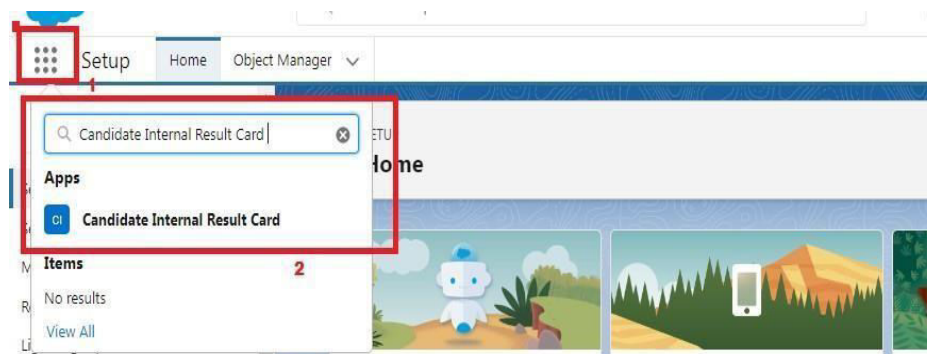 Setup Home Object Manager
1
Candidate Internal Result Card
ETU
Home
Apps
CI Candidate Internal Result Card
Items
2
No results
View All